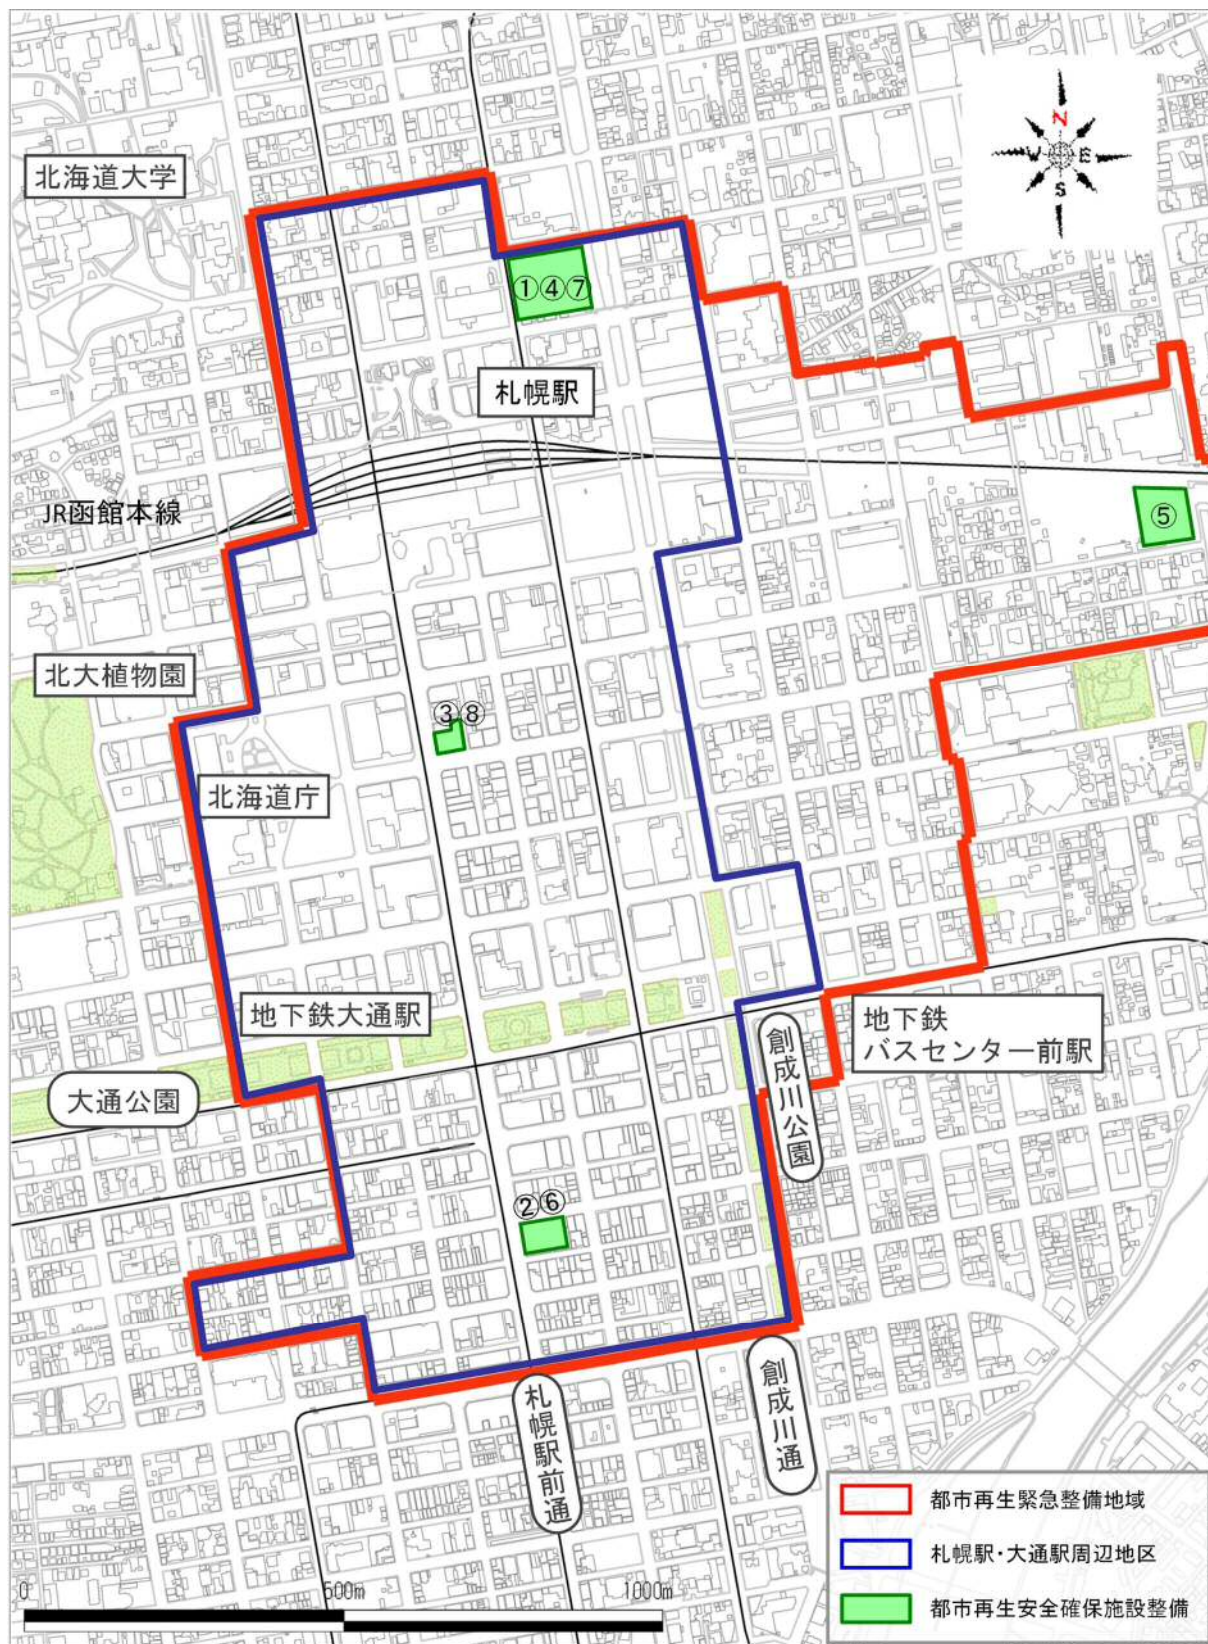 N
W
E
S
北海道大学
①④⑦
札幌駅
JR函館本線
⑤
北大植物園
③⑧
北海道庁
地下鉄大通駅
地下鉄
バスセンター前駅
創成川公園
大通公園
②⑥
札幌駅前通
創成川通
都市再生緊急整備地域
札幌駅・大通駅周辺地区
都市再生安全確保施設整備
0
500m
1000m